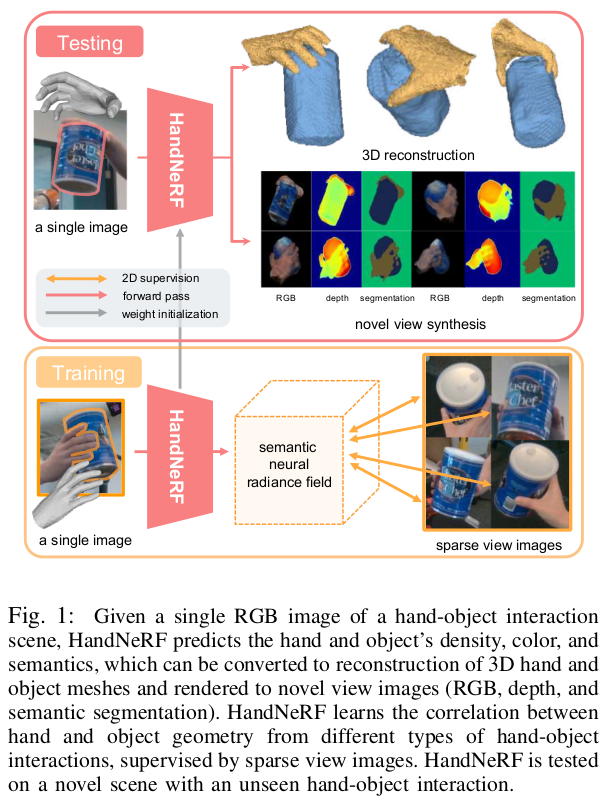 Testing
HandNeRF
a single image
3D reconstruction
2D supervision
forward pass
weight initialization
RGB
depth
segmentation
RGB
depth
segmentation
novel view synthesis
Training
HandNeRF
a single image
semantic
neural
radiance field
Master
Chef
sparse view images
Fig. 1: Given a single RGB image of a hand-object interaction
scene, HandNeRF predicts the hand and object's density, color, and
semantics, which can be converted to reconstruction of 3D hand and
object meshes and rendered to novel view images (RGB, depth, and
semantic segmentation). HandNeRF learns the correlation between
hand and object geometry from different types of hand-object
interactions, supervised by sparse view images. HandNeRF is tested
on a novel scene with an unseen hand-object interaction.